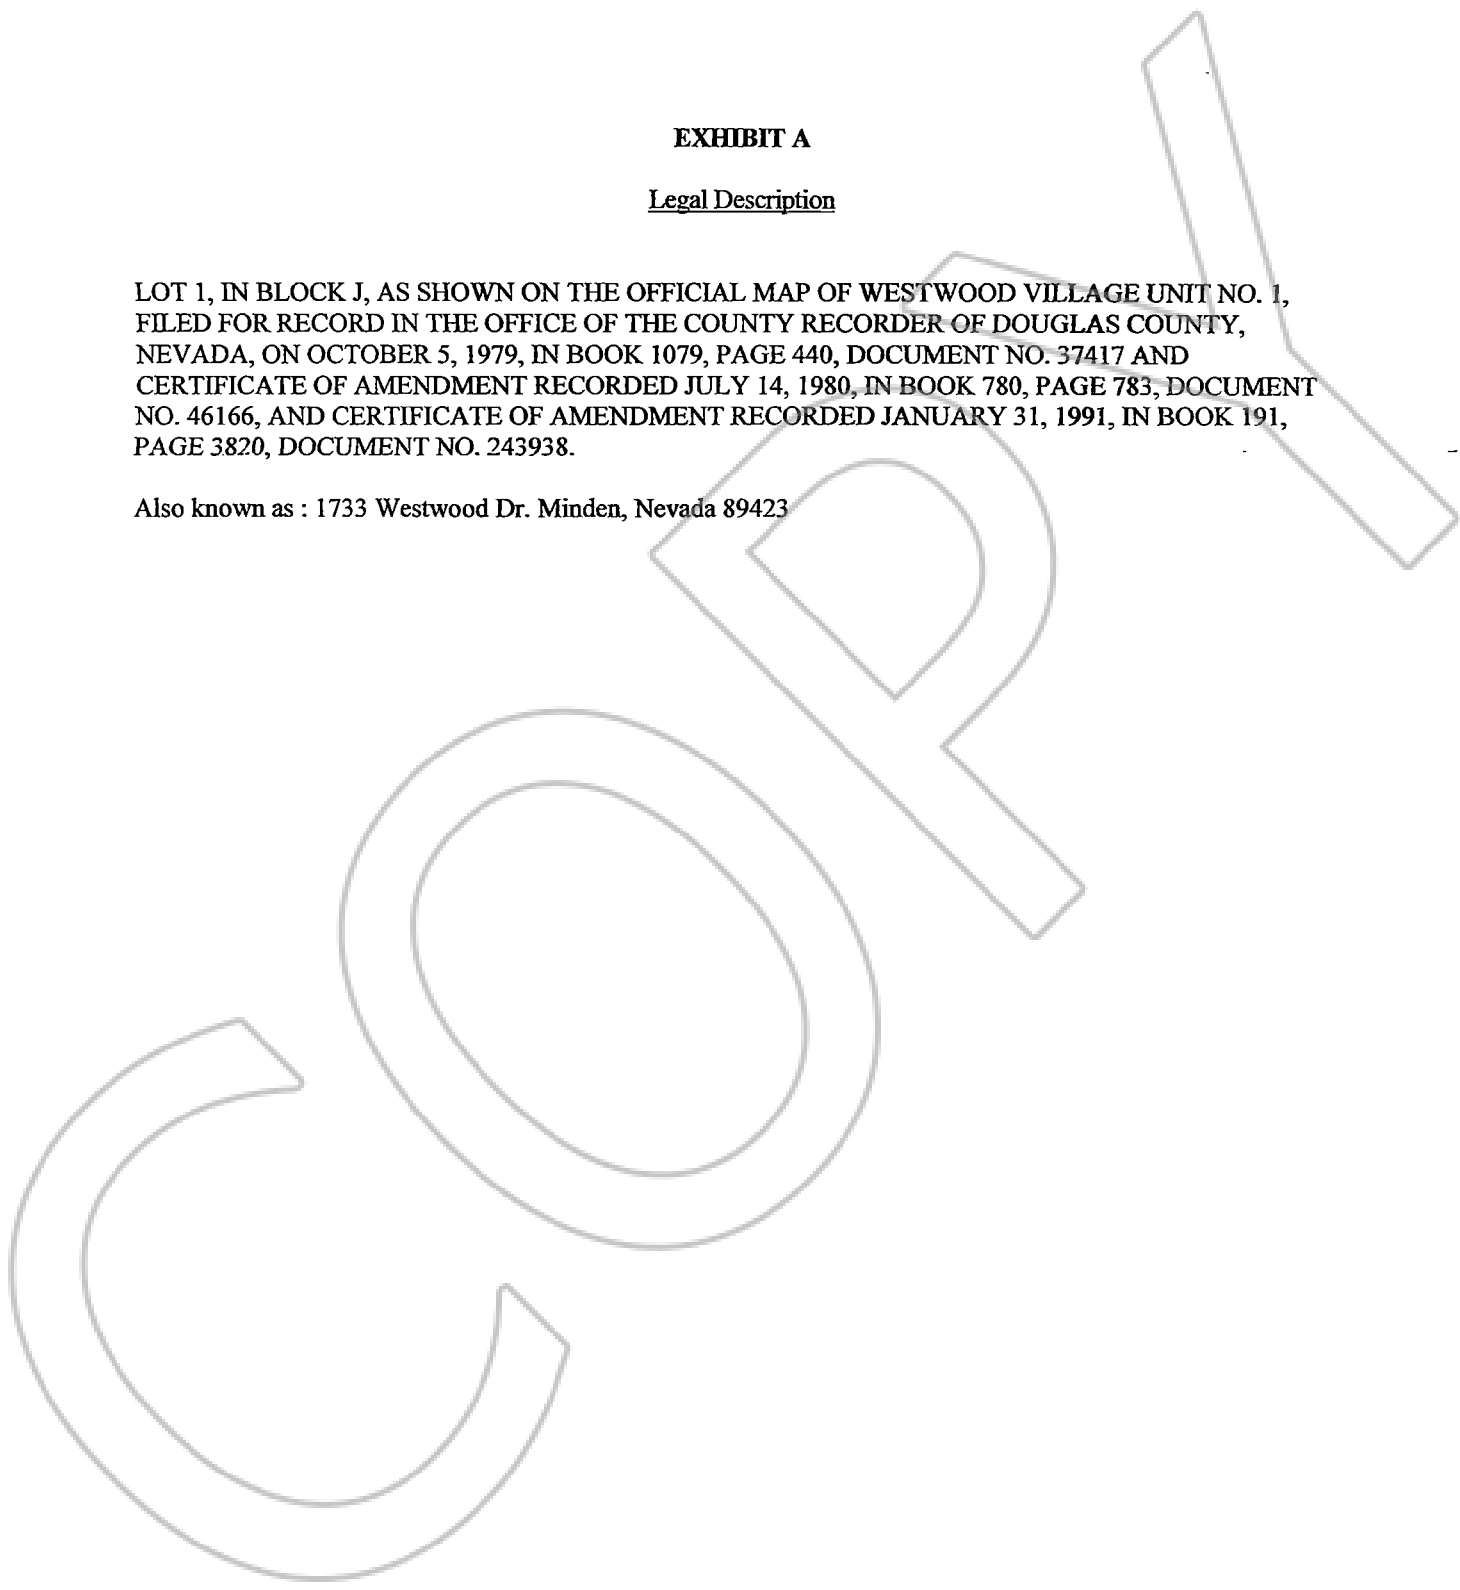 EXHIBIT A
Legal Description
LOT 1, IN BLOCK J, AS SHOWN ON THE OFFICIAL MAP OF WESTWOOD VILLAGE UNIT NO. 1,
FILED FOR RECORD IN THE OFFICE OF THE COUNTY RECORDER OF DOUGLAS COUNTY,
NEVADA, ON OCTOBER 5, 1979, IN BOOK 1079, PAGE 440, DOCUMENT NO. 37417 AND
CERTIFICATE OF AMENDMENT RECORDED JULY 14, 1980, IN BOOK 780, PAGE 783, DOCUMENT
NO. 46166, AND CERTIFICATE OF AMENDMENT RECORDED JANUARY 31, 1991, IN BOOK 191,
PAGE 3820, DOCUMENT NO. 243938.
Also known as : 1733 Westwood Dr. Minden, Nevada 89423
COPY